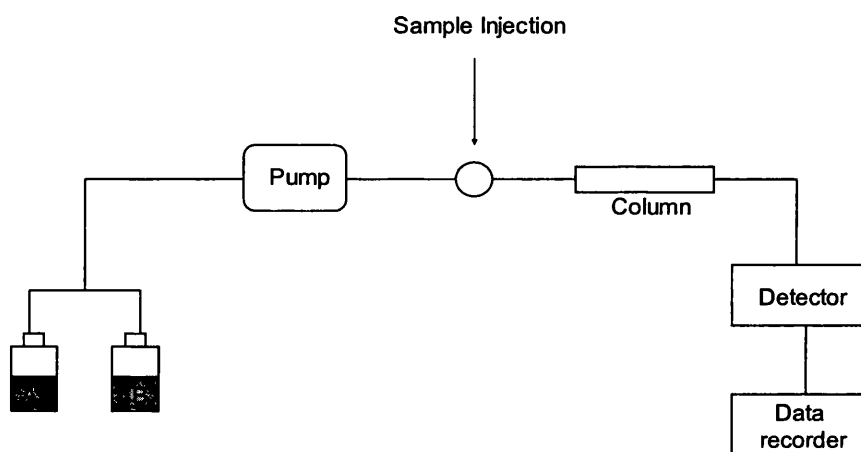 Sample Injection
Pump
Column
Detector
A
B
Data
recorder